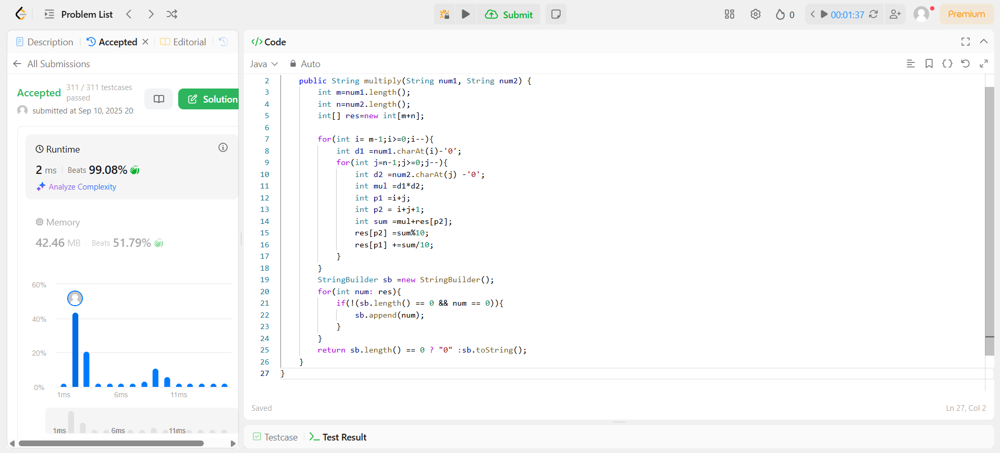 Problem List
Submit
0
00:01:37
Premium
Description
Accepted
Editorial
All Submissions
Accepted
311 / 311 testcases
passed
submitted at Sep 10, 2025 20:
Solution
Runtime
2 ms
Beats 99.08%
Analyze Complexity
Memory
42.46 MB
Beats 51.79%
60%
40%
20%
0%
1ms
6ms
11ms
1ms
6ms
11ms
</> Code
Java
Auto
2 public String multiply(String num1, String num2) {
3 int m=num1.length();
4 int n=num2.length();
5 int[] res=new int[m+n];
6
7 for(int i= m-1;i>=0;i--){
8 int d1 =num1.charAt(i)-'0';
9 for(int j=n-1;j>=0;j--){
10 int d2 =num2.charAt(j) -'0';
11 int mul =d1*d2;
12 int p1 =i+j;
13 int p2 = i+j+1;
14 int sum =mul+res[p2];
15 res[p2] =sum%10;
16 res[p1] +=sum/10;
17 }
18 }
19 StringBuilder sb =new StringBuilder();
20 for(int num: res){
21 if(!(sb.length() == 0 && num == 0)){
22 sb.append(num);
23 }
24 }
25 return sb.length() == 0 ? "0" :sb.toString();
26 }
27 }
Saved
Ln 27, Col 2
Testcase
Test Result